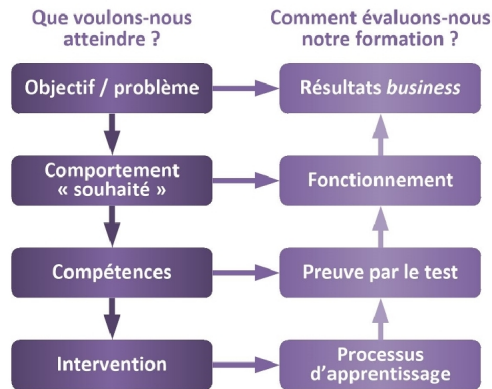 Que voulons-nous
atteindre ?
Comment évaluons-nous
notre formation ?
Objectif / problème
Résultats business
Comportement
« souhaité »
Fonctionnement
Compétences
Preuve par le test
Intervention
Processus
d’apprentissage